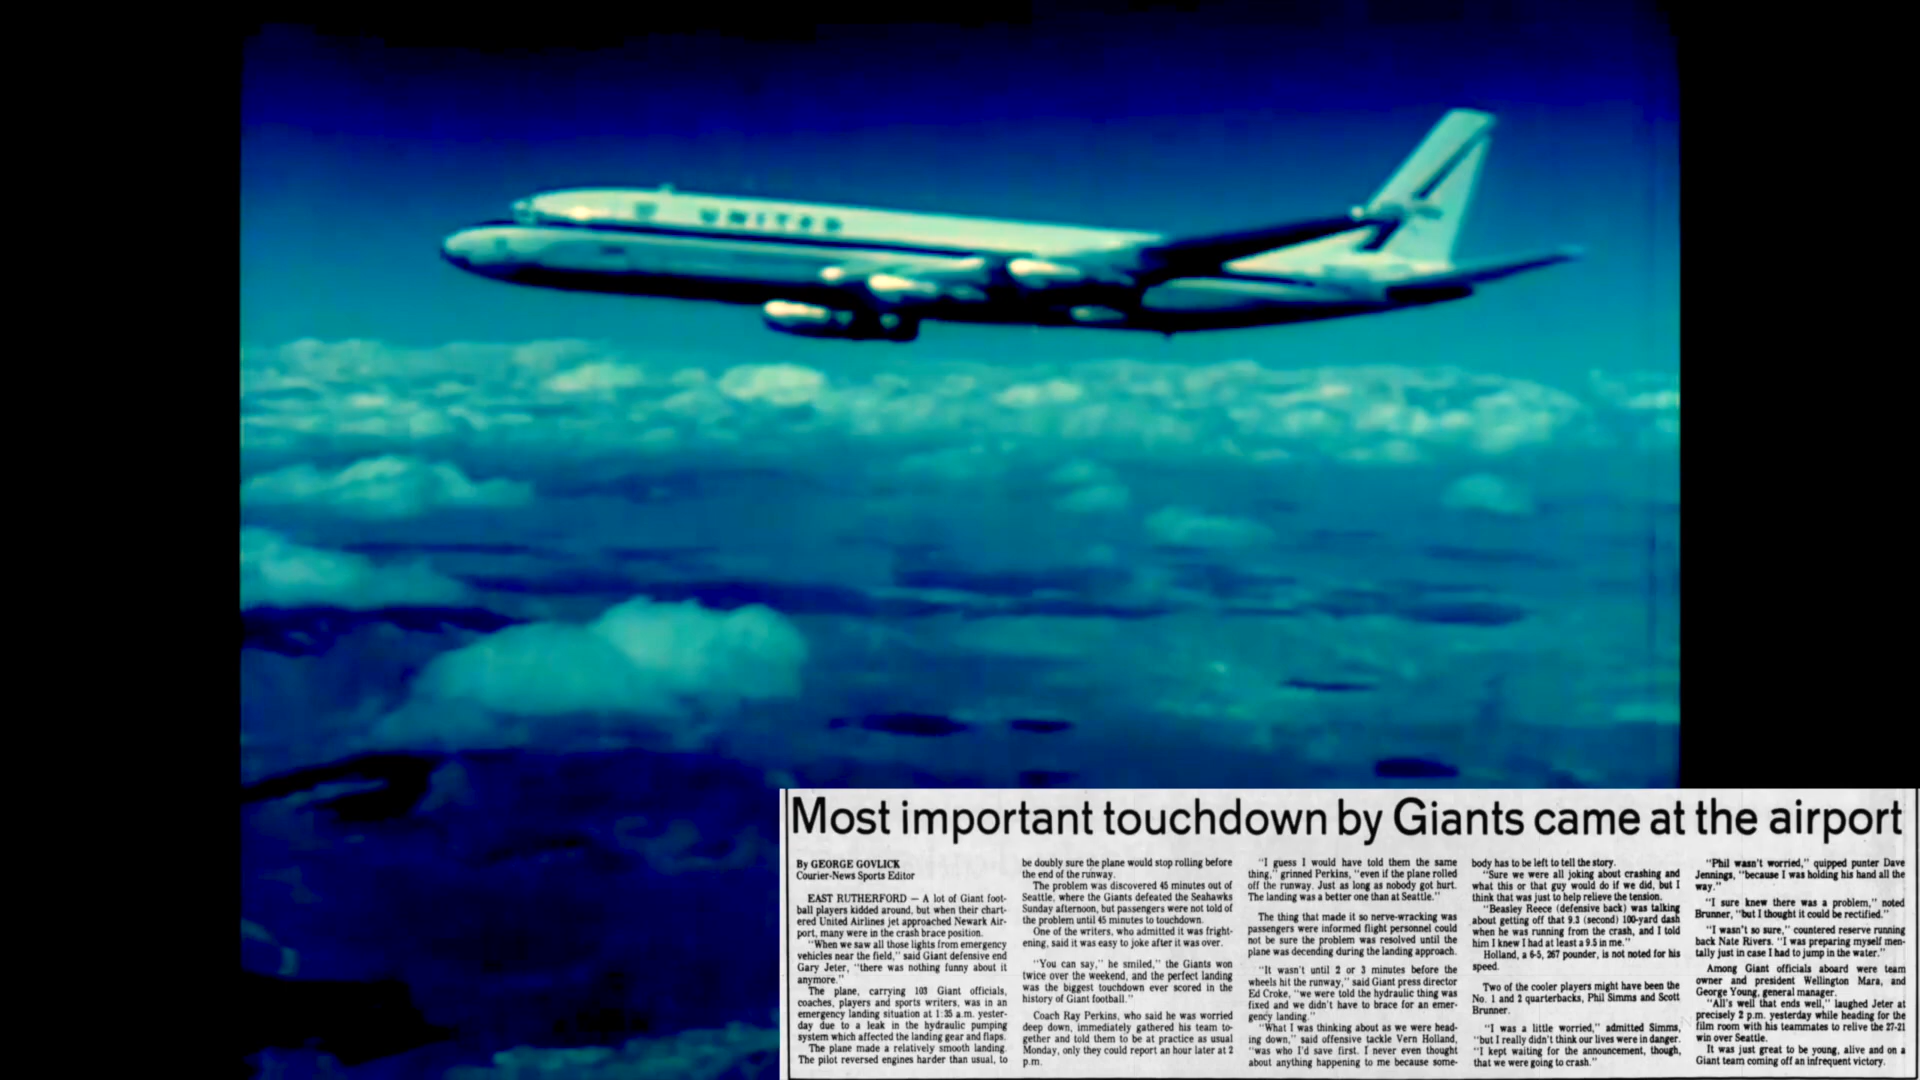 UNITED
Most important touchdown by Giants came at the airport
By GEORGE GOVLICK
Courier-News Sports Editor
EAST RUTHERFORD — A lot of Giant foot-
ball players kidded around, but when their chart-
ered United Airlines jet approached Newark Air-
port, many were in the crash brace position.
"When we saw all those lights from emergency
vehicles near the field," said Giant defensive end
Gary Jeter, "there was nothing funny about it
anymore."
The plane, carrying 103 Giant officials,
coaches, players and sports writers, was in an
emergency landing situation at 1:35 a.m. yester-
day due to a leak in the hydraulic pumping
system which affected the landing gear and flaps.
The plane made a relatively smooth landing.
The pilot reversed engines harder than usual, to
be doubly sure the plane would stop rolling before
the end of the runway.
The problem was discovered 45 minutes out of
Seattle, where the Giants defeated the Seahawks
Sunday afternoon, but passengers were not told of
the problem until 45 minutes to touchdown.
One of the writers, who admitted it was fright-
ening, said it was easy to joke after it was over.
"You can say," he smiled," the Giants won
twice over the weekend, and the perfect landing
was the biggest touchdown ever scored in the
history of Giant football."
Coach Ray Perkins, who said he was worried
deep down, immediately gathered his team to-
gether and told them to be at practice as usual
Monday, only they could report an hour later at 2
p.m.
"I guess I would have told them the same
thing," grinned Perkins, "even if the plane rolled
off the runway. Just as long as nobody got hurt.
The landing was a better one than at Seattle."
The thing that made it so nerve-wracking was
passengers were informed flight personnel could
not be sure the problem was resolved until the
plane was decending during the landing approach.
"It wasn't until 2 or 3 minutes before the
wheels hit the runway," said Giant press director
Ed Croke, "we were told the hydraulic thing was
fixed and we didn't have to brace for an emer-
gency landing."
"What I was thinking about as we were head-
ing down," said offensive tackle Vern Holland,
"was who I'd save first. I never even thought
about anything happening to me because some-
body has to be left to tell the story.
"Sure we were all joking about crashing and
what this or that guy would do if we did, but I
think that was just to help relieve the tension.
"Beasley Reece (defensive back) was talking
about getting off that 9.3 (second) 100-yard dash
when he was running from the crash, and I told
him I knew I had at least a 9.5 in me."
Holland, a 6-5, 267 pounder, is not noted for his
speed.
Two of the cooler players might have been the
No. 1 and 2 quarterbacks, Phil Simms and Scott
Brunner.
"I was a little worried," admitted Simms,
"but I really didn't think our lives were in danger.
"I kept waiting for the announcement, though,
that we were going to crash."
"Phil wasn't worried," quipped punter Dave
Jennings, "because I was holding his hand all the
way."
"I sure knew there was a problem," noted
Brunner, "but I thought it could be rectified."
"I wasn't so sure," countered reserve running
back Nate Rivers. "I was preparing myself men-
tally just in case I had to jump in the water."
Among Giant officials aboard were team
owner and president Wellington Mara, and
George Young, general manager.
"All's well that ends well," laughed Jeter at
precisely 2 p.m. yesterday while heading for the
film room with his teammates to relive the 27-21
win over Seattle.
It was just great to be young, alive and on a
Giant team coming off an infrequent victory.